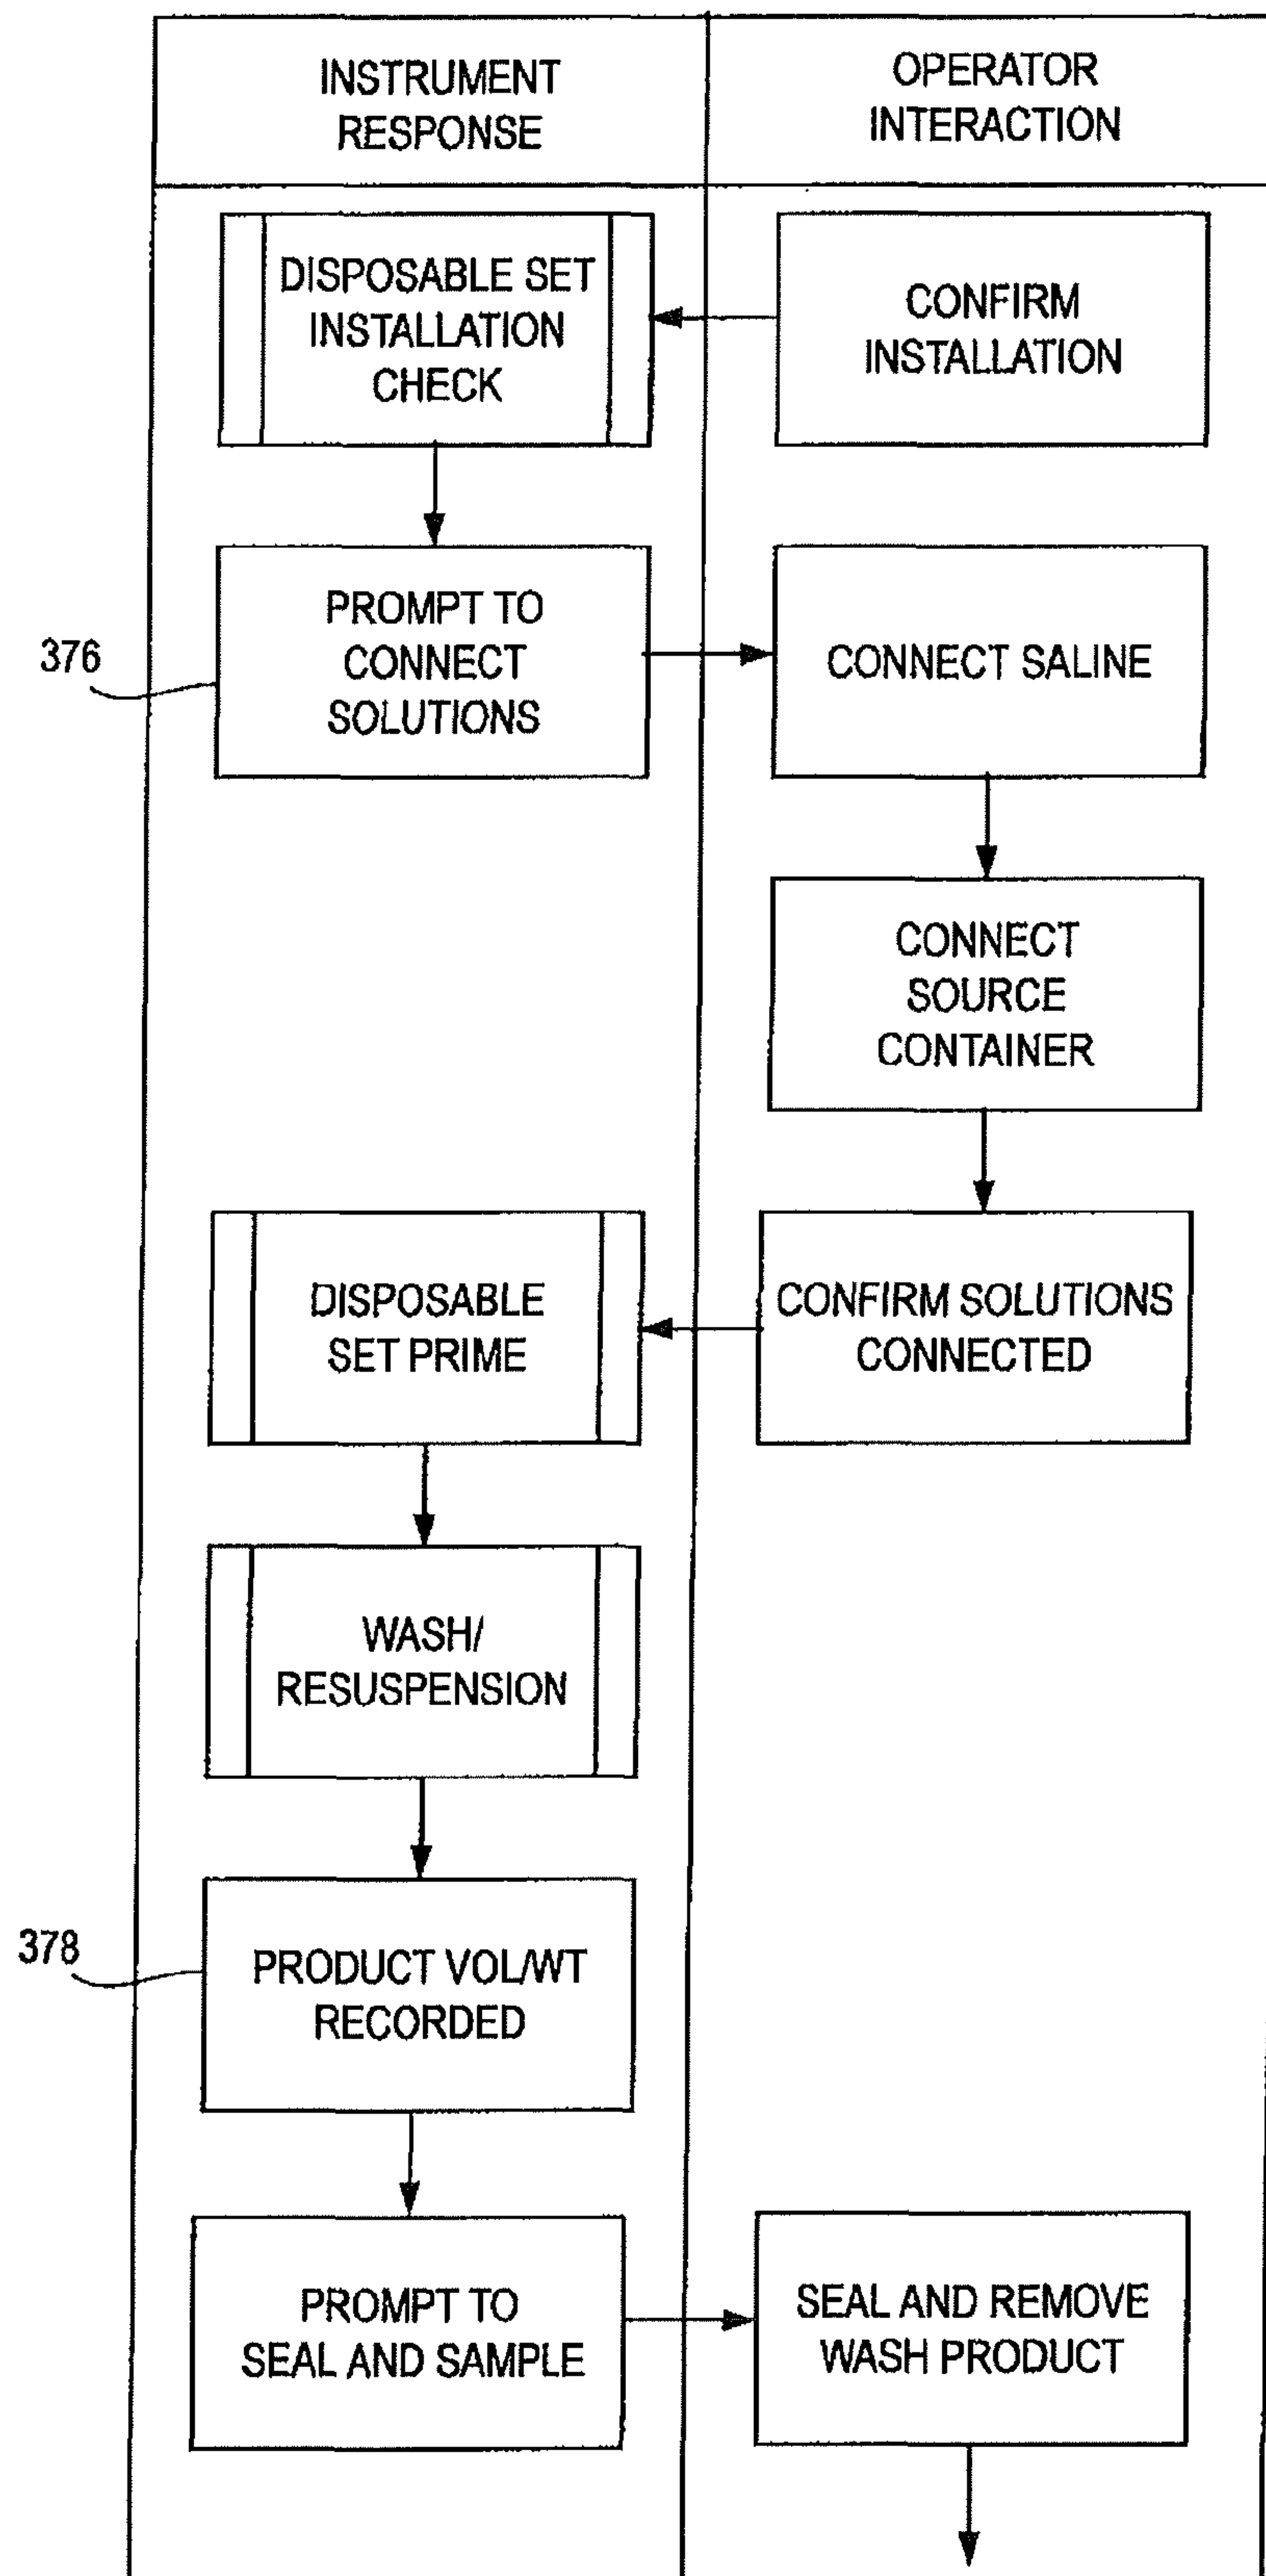 INSTRUMENT
RESPONSE
OPERATOR
INTERACTION
DISPOSABLE SET
INSTALLATION
CHECK
CONFIRM
INSTALLATION
376
PROMPT TO
CONNECT
SOLUTIONS
CONNECT SALINE
CONNECT
SOURCE
CONTAINER
DISPOSABLE
SET PRIME
CONFIRM SOLUTIONS
CONNECTED
WASH/
RESUSPENSION
378
PRODUCT VOL/WT
RECORDED
PROMPT TO
SEAL AND SAMPLE
SEAL AND REMOVE
WASH PRODUCT